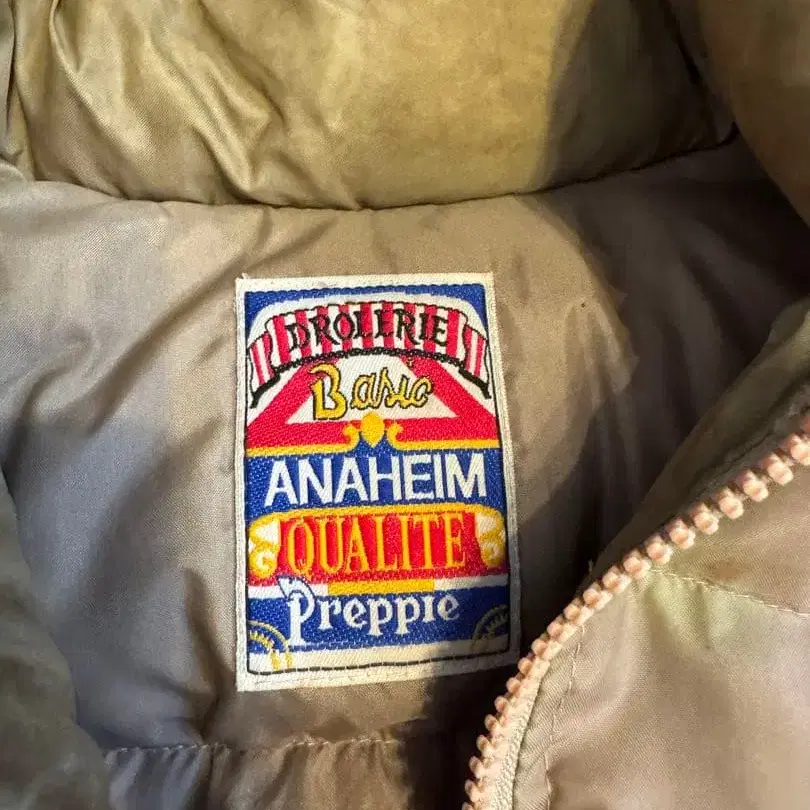 DROLERIE
Basic
ANAHEIM
QUALITE
Preppie